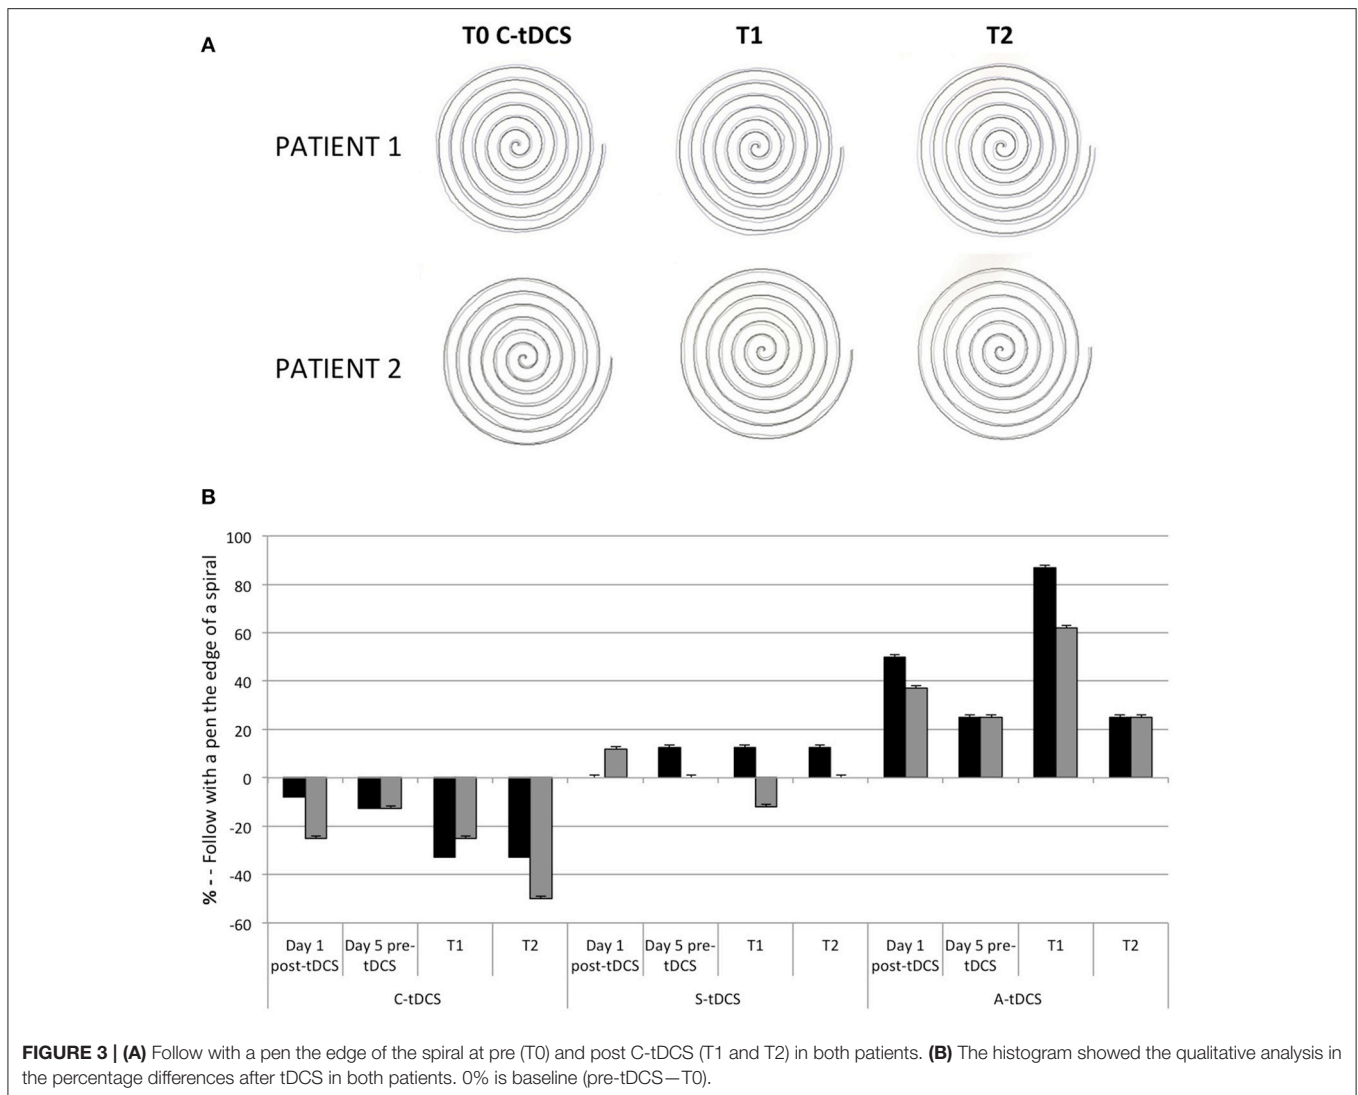 A
T0 C-tDCS T1 T2
PATIENT 1
PATIENT 2
B
% - - Follow with a pen the edge of a spiral
100
80
60
40
20
0
-20
-40
-60
Day 1 Day 5 pre- T1 T2 Day 1 Day 5 pre- T1 T2 Day 1 Day 5 pre- T1 T2
post-tDCS tDCS post-tDCS tDCS post-tDCS tDCS
C-tDCS S-tDCS A-tDCS
FIGURE 3 | (A) Follow with a pen the edge of the spiral at pre (T0) and post C-tDCS (T1 and T2) in both patients. (B) The histogram showed the qualitative analysis in
the percentage differences after tDCS in both patients. 0% is baseline (pre-tDCS—T0).